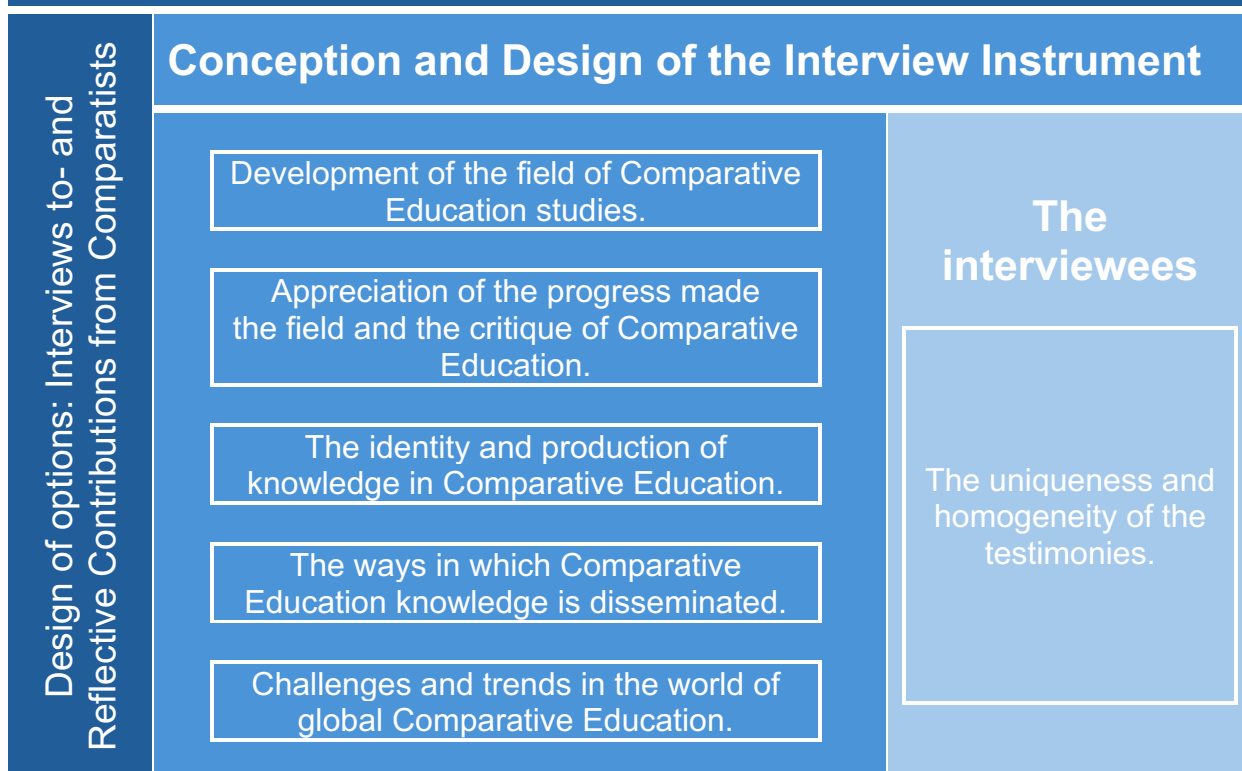 Design of options: Interviews to- and
Reflective Contributions from Comparatists
Conception and Design of the Interview Instrument
Development of the field of Comparative
Education studies.
Appreciation of the progress made
the field and the critique of Comparative
Education.
The identity and production of
knowledge in Comparative Education.
The ways in which Comparative
Education knowledge is disseminated.
Challenges and trends in the world of
global Comparative Education.
The
interviewees
The uniqueness and
homogeneity of the
testimonies.